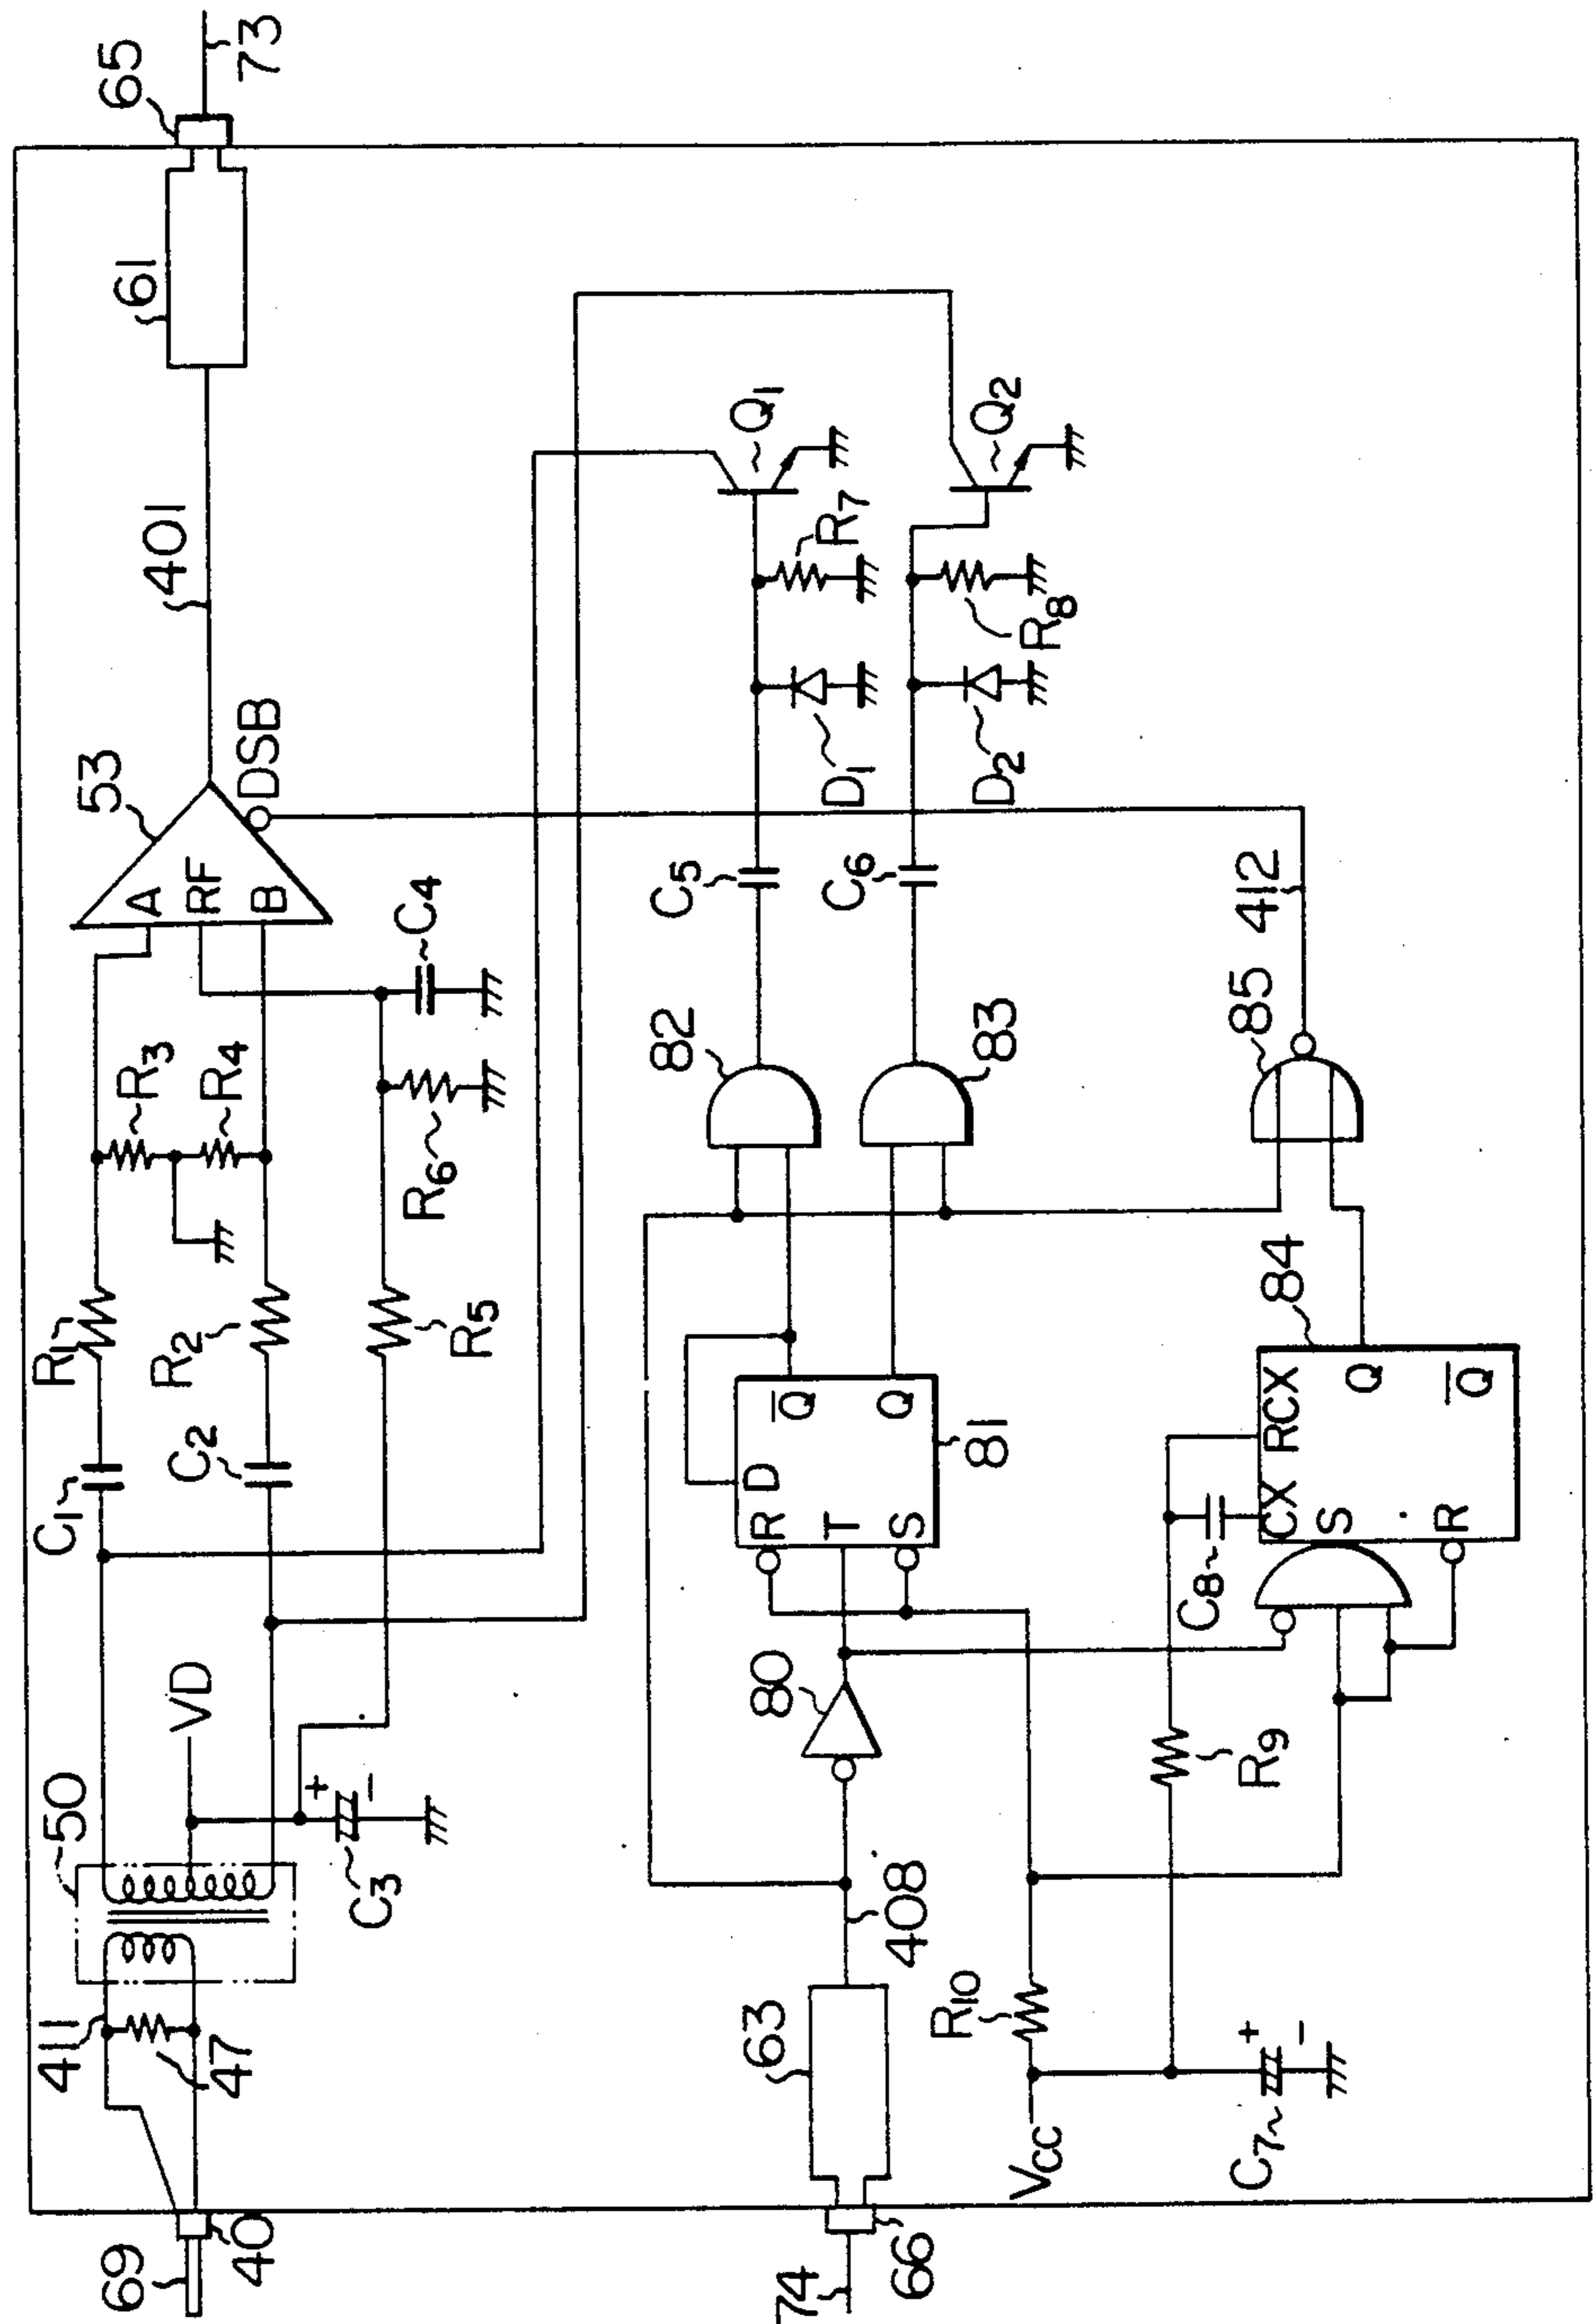 65
73
61
401
53
A
RF
B
DSB
C4
R3
R4
R6
R1
R2
R5
C1
C2
VD
50
C3
+
−
411
47
69
40
Q1
Q2
R7
R8
D1
D2
C5
C6
412
82
83
85
84
81
D
Q̅
Q
R
T
S
80
CX
RCX
S
Q
Q̅
R
C8
R9
408
63
R10
VCC
C7
+
−
74
66